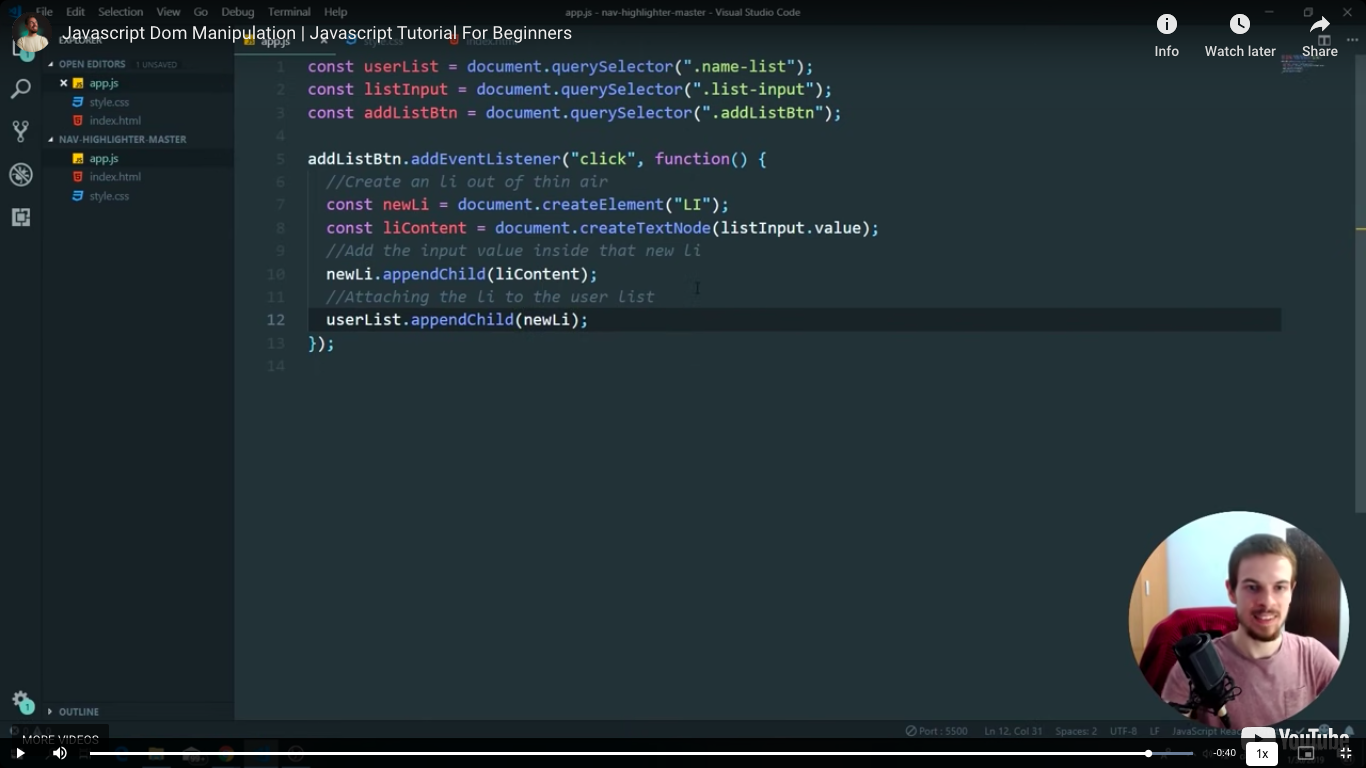 File Edit Selection View Go Debug Terminal Help
app.js - nav-highlighter-master - Visual Studio Code
Javascript Dom Manipulation | Javascript Tutorial For Beginners
Info
Watch later
Share
EXPLORER
app.js
style.css
OPEN EDITORS 1 UNSAVED
app.js
style.css
index.html
NAV-HIGHLIGHTER-MASTER
app.js
index.html
style.css
1 const userList = document.querySelector(".name-list");
2 const listInput = document.querySelector(".list-input");
3 const addListBtn = document.querySelector(".addListBtn");
4
5 addListBtn.addEventListener("click", function() {
6 //Create an li out of thin air
7 const newLi = document.createElement("LI");
8 const liContent = document.createTextNode(listInput.value);
9 //Add the input value inside that new li
10 newLi.appendChild(liContent);
11 //Attaching the li to the user list
12 userList.appendChild(newLi);
13 });
14
OUTLINE
1
Port : 5500 Ln 12, Col 31 Spaces: 2 UTF-8 LF
MORE VIDEOS
YouTube
-0:40
1x